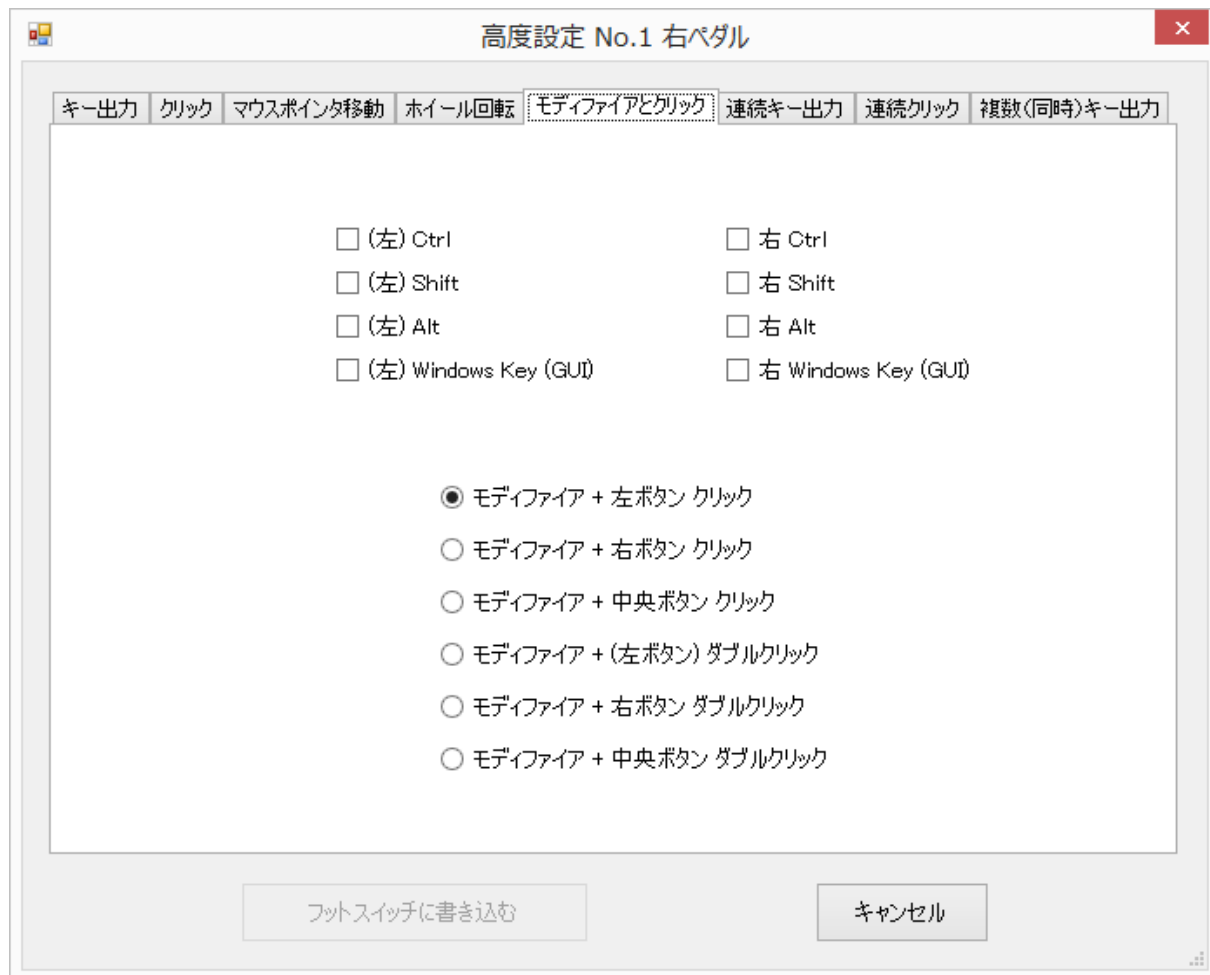 高度設定 No.1 右ペダル
キー出力 クリック マウスポインタ移動 ホイール回転 モディファイアとクリック 連続キー出力 連続クリック 複数(同時)キー出力
(左) Ctrl 右 Ctrl
(左) Shift 右 Shift
(左) Alt 右 Alt
(左) Windows Key (GUI) 右 Windows Key (GUI)
モディファイア + 左ボタン クリック
モディファイア + 右ボタン クリック
モディファイア + 中央ボタン クリック
モディファイア + (左ボタン) ダブルクリック
モディファイア + 右ボタン ダブルクリック
モディファイア + 中央ボタン ダブルクリック
フットスイッチに書き込む キャンセル